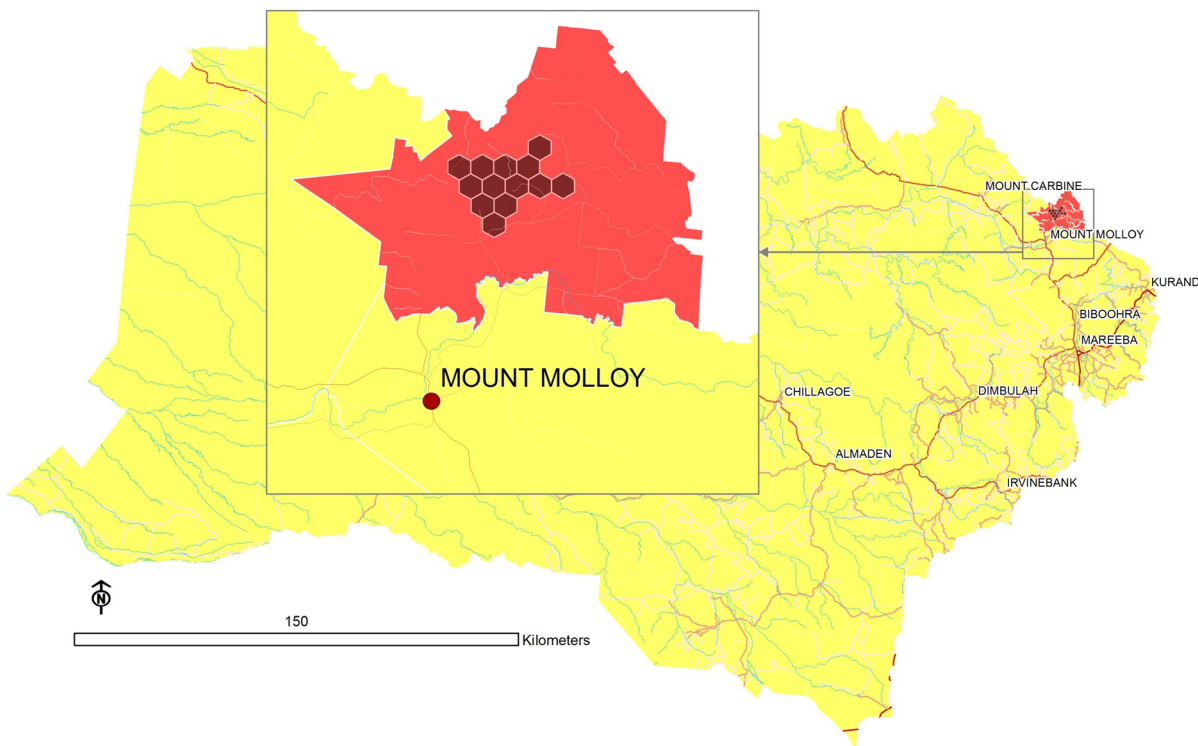 MOUNT CARBINE
MOUNT MOLLOY
KURAND
BIBOOHRA
MAREEBA
MOUNT MOLLOY
CHILLAGOE
DIMBULAH
ALMADEN
IRVINEBANK
N
150
Kilometers